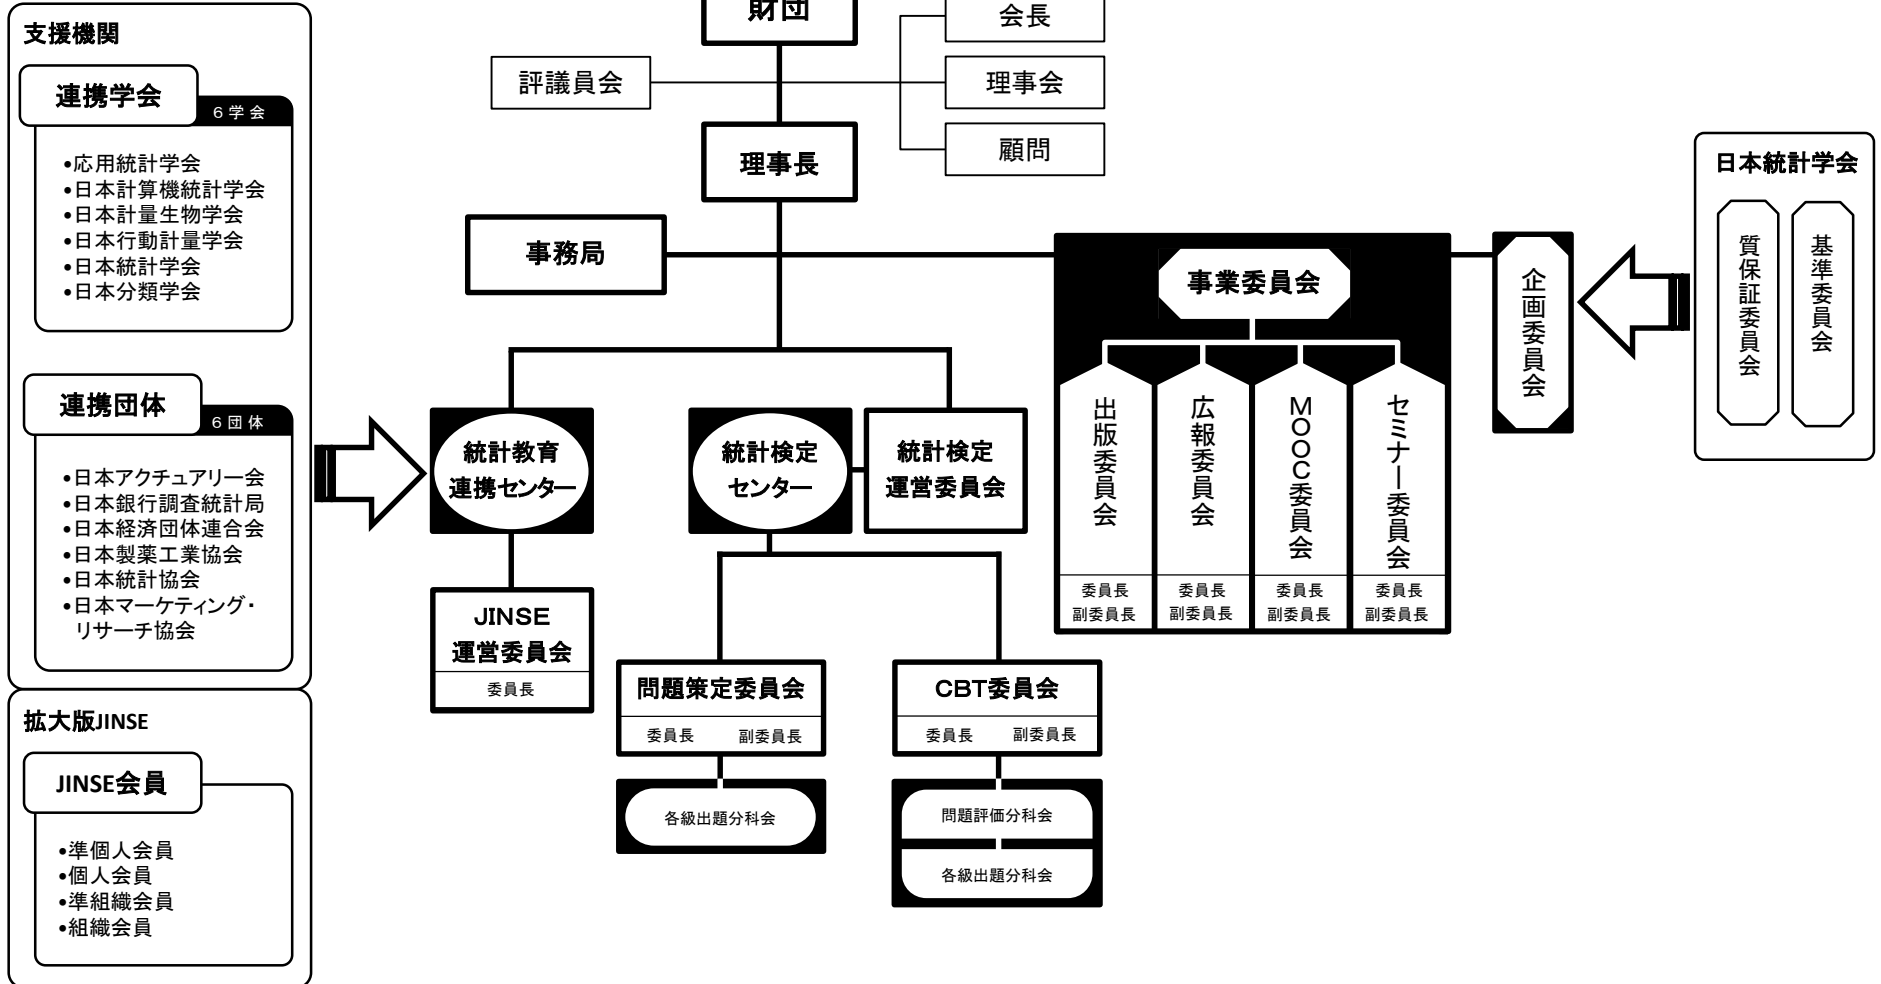 支援機関
連携学会
6学会
•応用統計学会
•日本計算機統計学会
•日本計量生物学会
•日本行動計量学会
•日本統計学会
•日本分類学会
連携団体
6団体
•日本アクチュアリー会
•日本銀行調査統計局
•日本経済団体連合会
•日本製薬工業協会
•日本統計協会
•日本マーケティング・
リサーチ協会
拡大版JINSE
JINSE会員
•準個人会員
•個人会員
•準組織会員
•組織会員
財団
会長
評議員会
理事会
顧問
理事長
事務局
統計教育
連携センター
JINSE
運営委員会
委員長
統計検定
センター
統計検定
運営委員会
問題策定委員会
委員長 副委員長
各級出題分科会
CBT委員会
委員長 副委員長
問題評価分科会
各級出題分科会
事業委員会
出版委員会
委員長
副委員長
広報委員会
委員長
副委員長
MOOC委員会
委員長
副委員長
セミナー委員会
委員長
副委員長
企画委員会
日本統計学会
質保証委員会
基準委員会